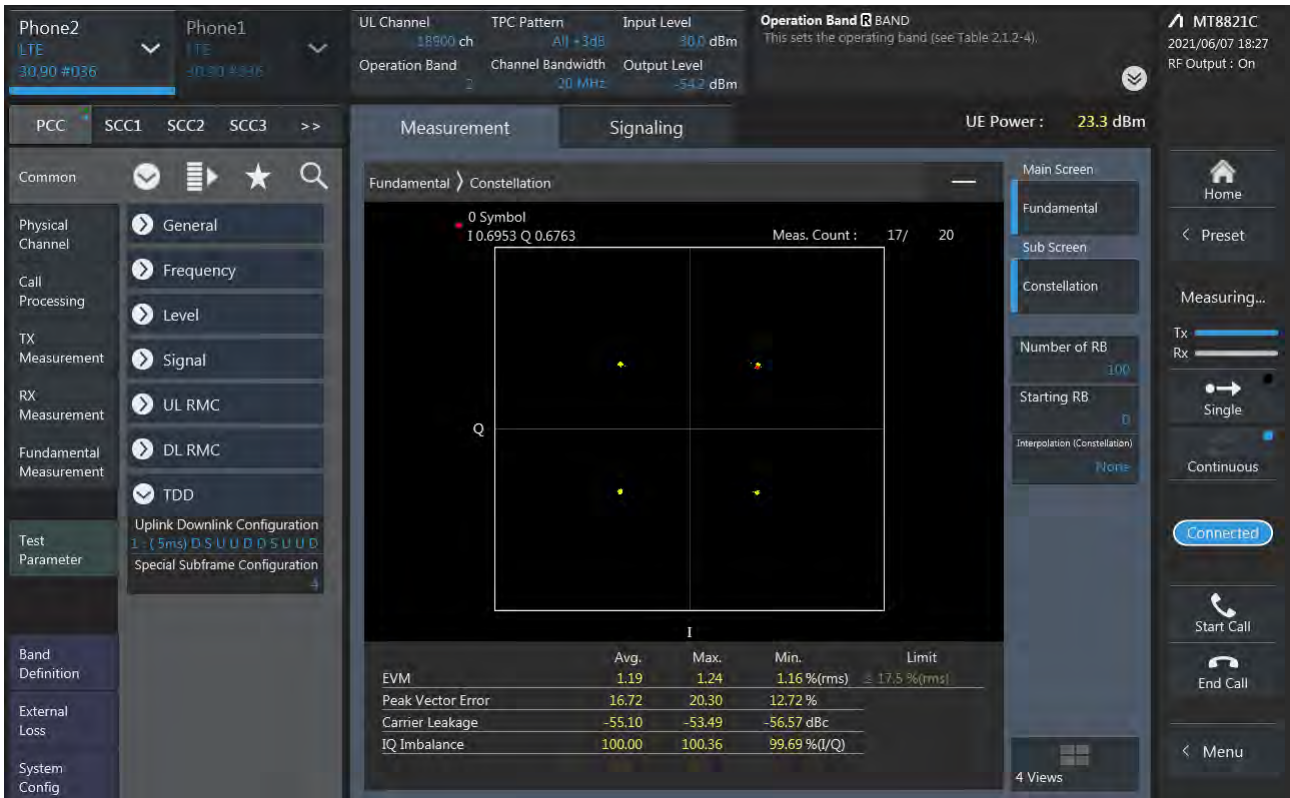 Phone2
LTE
30.90 #036
Phone1
LTE
30.90 #036
UL Channel
18900 ch
TPC Pattern
All +3dB
Input Level
30.0 dBm
Operation Band
2
Channel Bandwidth
20 MHz
Output Level
-54.2 dBm
Operation Band R BAND
This sets the operating band (see Table 2.1.2-4).
MT8821C
2021/06/07 18:27
RF Output : On
PCC SCC1 SCC2 SCC3 >>
Measurement Signaling
UE Power : 23.3 dBm
Common
Physical
Channel
Call
Processing
TX
Measurement
RX
Measurement
Fundamental
Measurement
Test
Parameter
Band
Definition
External
Loss
System
Config
General
Frequency
Level
Signal
UL RMC
DL RMC
TDD
Uplink Downlink Configuration
1 : ( 5ms) D S U U D D S U U D
Special Subframe Configuration
4
Fundamental 〉 Constellation
0 Symbol
I 0.6953 Q 0.6763
Meas. Count : 17/ 20
Q
I
Avg. Max. Min. Limit
EVM 1.19 1.24 1.16 %(rms) ≤ 17.5 %(rms)
Peak Vector Error 16.72 20.30 12.72 %
Carrier Leakage -55.10 -53.49 -56.57 dBc
IQ Imbalance 100.00 100.36 99.69 %(I/Q)
Main Screen
Fundamental
Sub Screen
Constellation
Number of RB
100
Starting RB
0
Interpolation (Constellation)
None
4 Views
Home
< Preset
Measuring...
Tx
Rx
Single
Continuous
Connected
Start Call
End Call
< Menu